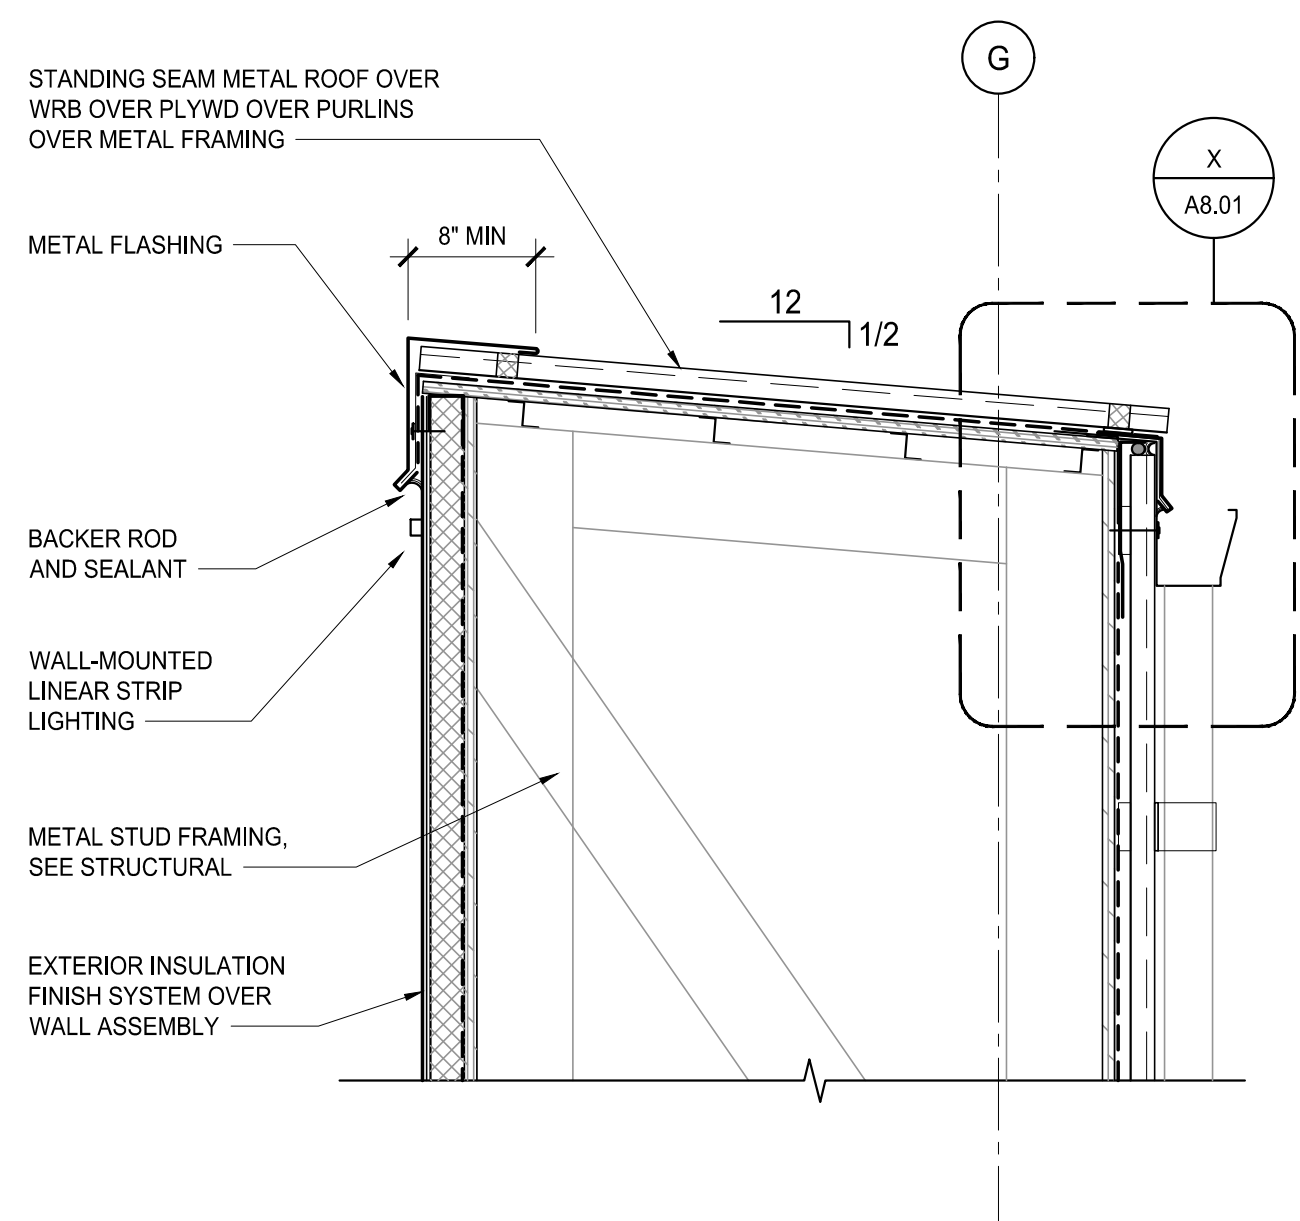 G
STANDING SEAM METAL ROOF OVER
WRB OVER PLYWD OVER PURLINS
OVER METAL FRAMING
X
A8.01
METAL FLASHING
8" MIN
12
1/2
BACKER ROD
AND SEALANT
WALL-MOUNTED
LINEAR STRIP
LIGHTING
METAL STUD FRAMING,
SEE STRUCTURAL
EXTERIOR INSULATION
FINISH SYSTEM OVER
WALL ASSEMBLY